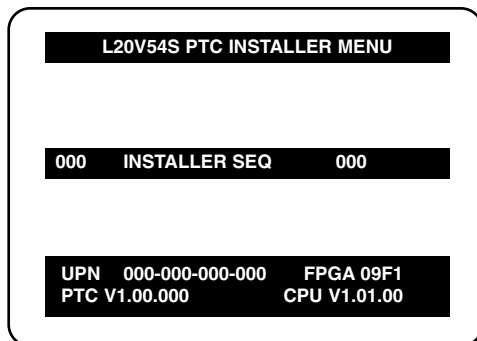 L20V54S PTC INSTALLER MENU
000 INSTALLER SEQ 000
UPN 000-000-000-000 FPGA 09F1
PTC V1.00.000 CPU V1.01.00